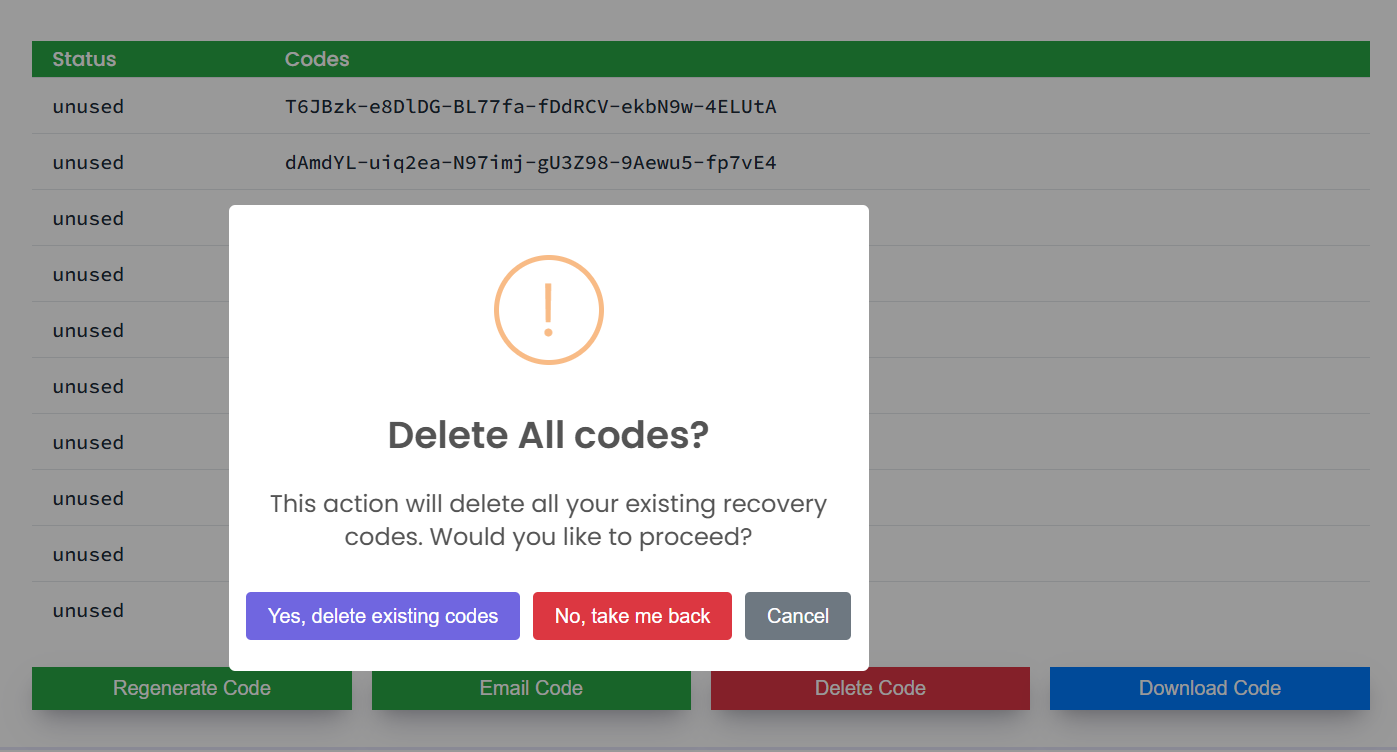 Status Codes
unused T6JBzk-e8DlDG-BL77fa-fDdRCV-ekbN9w-4ELUtA
unused dAmdYL-uiq2ea-N97imj-gU3Z98-9Aewu5-fp7vE4
unused
unused
unused
unused
unused
unused
unused
unused
!
Delete All codes?
This action will delete all your existing recovery
codes. Would you like to proceed?
Yes, delete existing codes No, take me back Cancel
Regenerate Code Email Code Delete Code Download Code